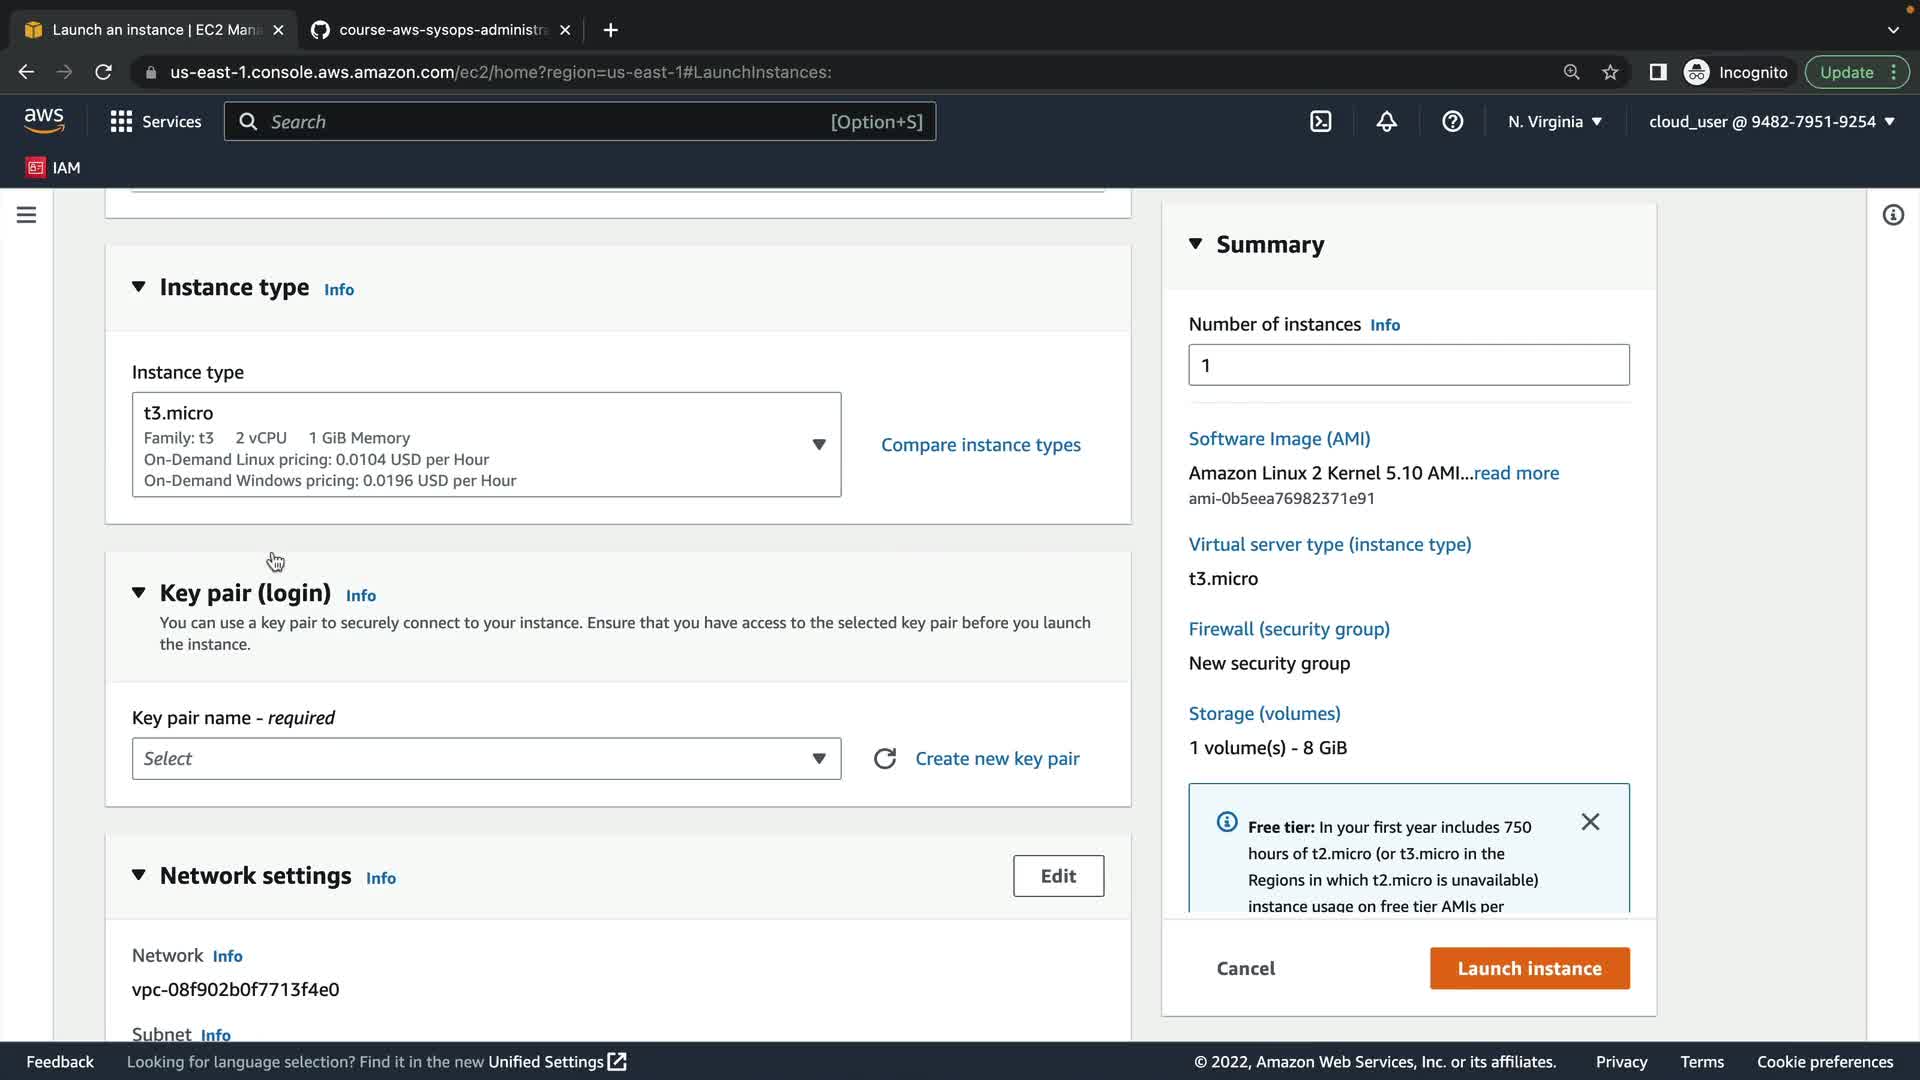 Launch an instance | EC2 Mana
course-aws-sysops-administra
us-east-1.console.aws.amazon.com/ec2/home?region=us-east-1#LaunchInstances:
Incognito
Update
aws
Services
Search
[Option+S]
N. Virginia
cloud_user @ 9482-7951-9254
IAM
Instance type Info
Instance type
t3.micro
Family: t3 2 vCPU 1 GiB Memory
On-Demand Linux pricing: 0.0104 USD per Hour
On-Demand Windows pricing: 0.0196 USD per Hour
Compare instance types
Key pair (login) Info
You can use a key pair to securely connect to your instance. Ensure that you have access to the selected key pair before you launch
the instance.
Key pair name - required
Select
Create new key pair
Network settings Info
Edit
Network Info
vpc-08f902b0f7713f4e0
Subnet Info
Summary
Number of instances Info
1
Software Image (AMI)
Amazon Linux 2 Kernel 5.10 AMI...read more
ami-0b5eea76982371e91
Virtual server type (instance type)
t3.micro
Firewall (security group)
New security group
Storage (volumes)
1 volume(s) - 8 GiB
Free tier: In your first year includes 750
hours of t2.micro (or t3.micro in the
Regions in which t2.micro is unavailable)
instance usage on free tier AMIs per
Cancel
Launch instance
Feedback
Looking for language selection? Find it in the new Unified Settings
© 2022, Amazon Web Services, Inc. or its affiliates.
Privacy
Terms
Cookie preferences